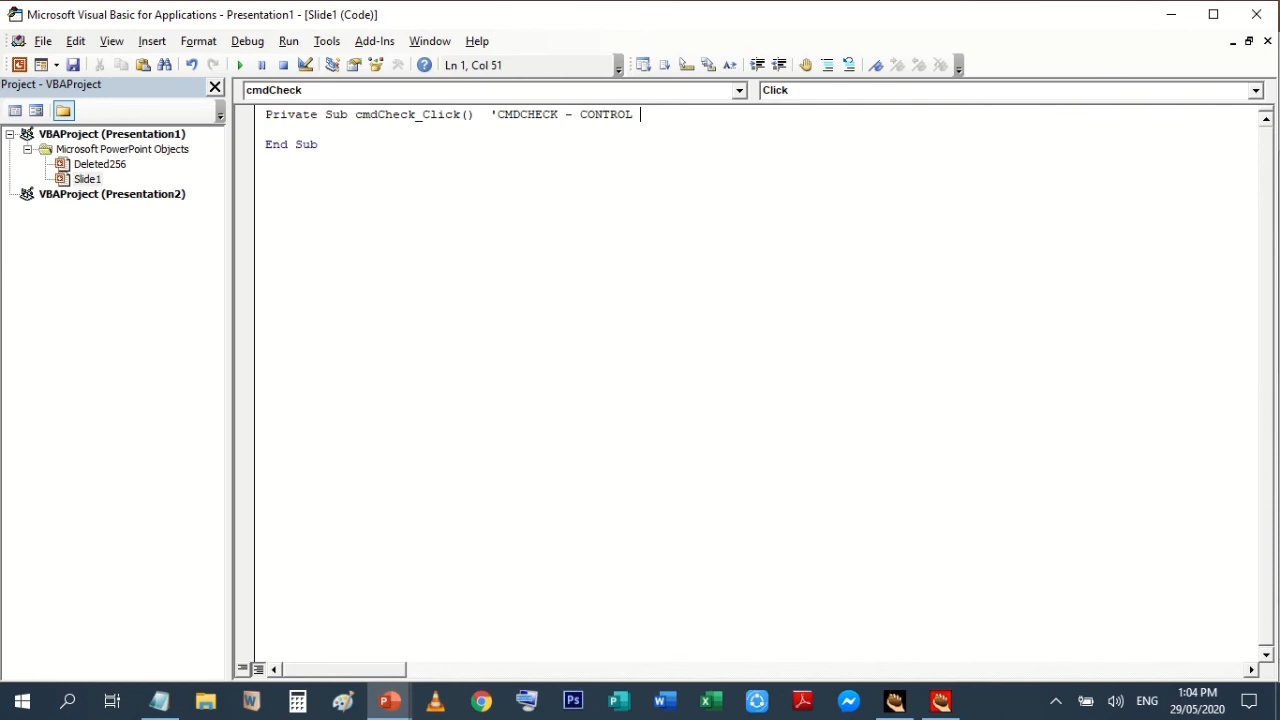 Microsoft Visual Basic for Applications - Presentation1 - [Slide1 (Code)]
File Edit View Insert Format Debug Run Tools Add-Ins Window Help
Ln 1, Col 51
Project - VBAProject
cmdCheck
Click
Private Sub cmdCheck_Click() 'CMDCHECK - CONTROL
End Sub
VBAProject (Presentation1)
Microsoft PowerPoint Objects
Deleted256
Slide1
VBAProject (Presentation2)
ENG
1:04 PM
29/05/2020